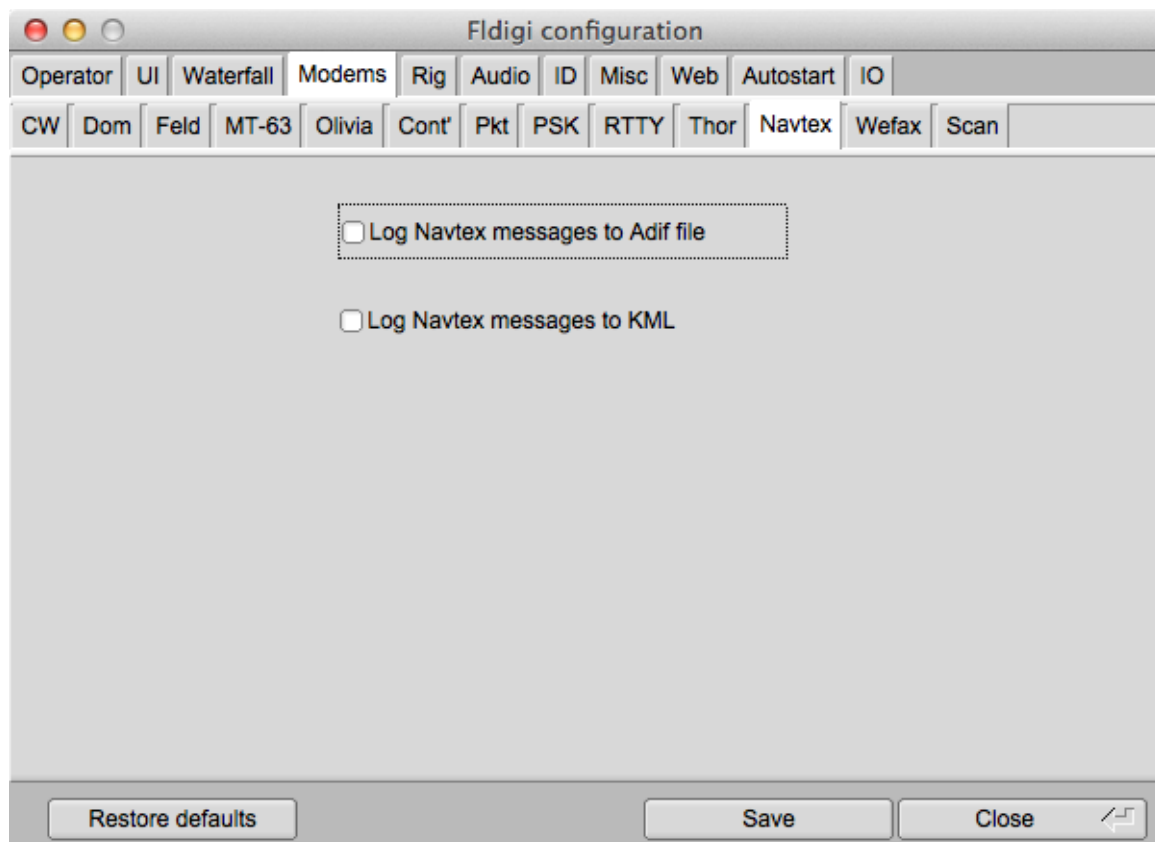 Fldigi configuration
Operator UI Waterfall Modems Rig Audio ID Misc Web Autostart IO
CW Dom Feld MT-63 Olivia Cont' Pkt PSK RTTY Thor Navtex Wefax Scan
Log Navtex messages to Adif file
Log Navtex messages to KML
Restore defaults Save Close